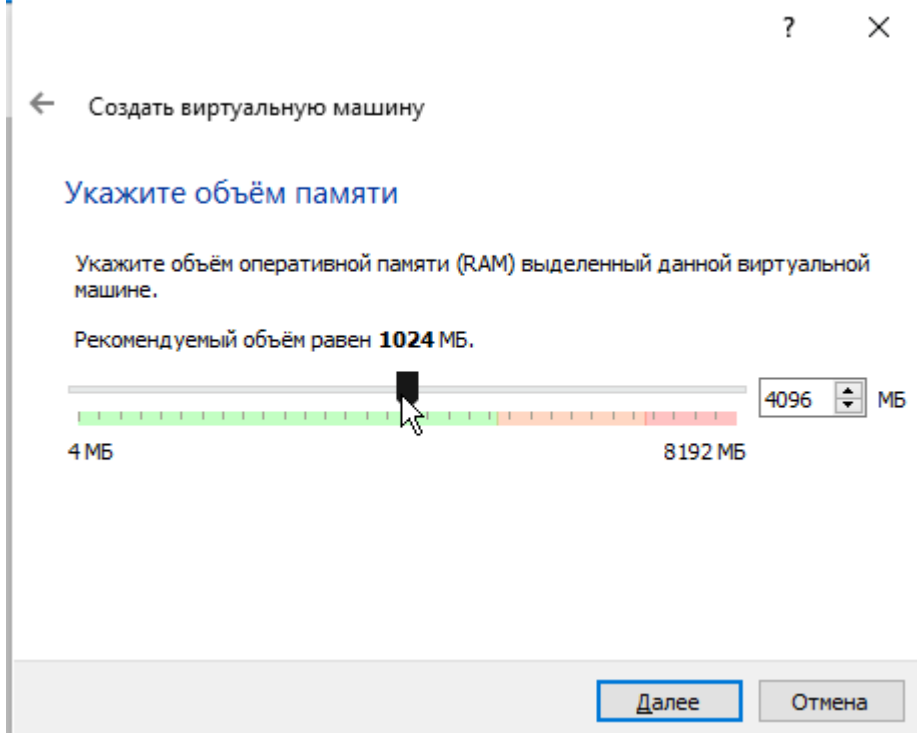 ?
Создать виртуальную машину
Укажите объём памяти
Укажите объём оперативной памяти (RAM) выделенный данной виртуальной
машине.
Рекомендуемый объём равен 1024 МБ.
4096 МБ
4 МБ 8192 МБ
Далее Отмена